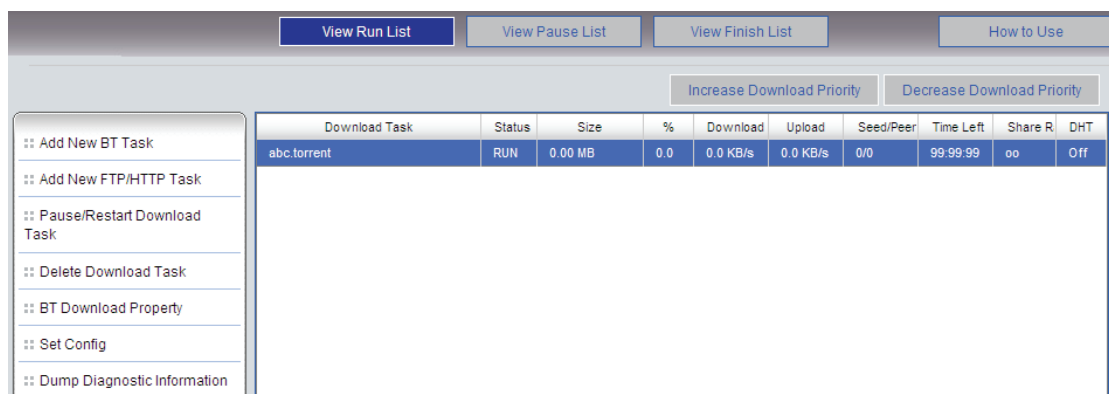 View Run List View Pause List View Finish List How to Use
Increase Download Priority Decrease Download Priority
Add New BT Task
Add New FTP/HTTP Task
Pause/Restart Download
Task
Delete Download Task
BT Download Property
Set Config
Dump Diagnostic Information
Download Task Status Size % Download Upload Seed/Peer Time Left Share R DHT
abc.torrent RUN 0.00 MB 0.0 0.0 KB/s 0.0 KB/s 0/0 99:99:99 oo Off